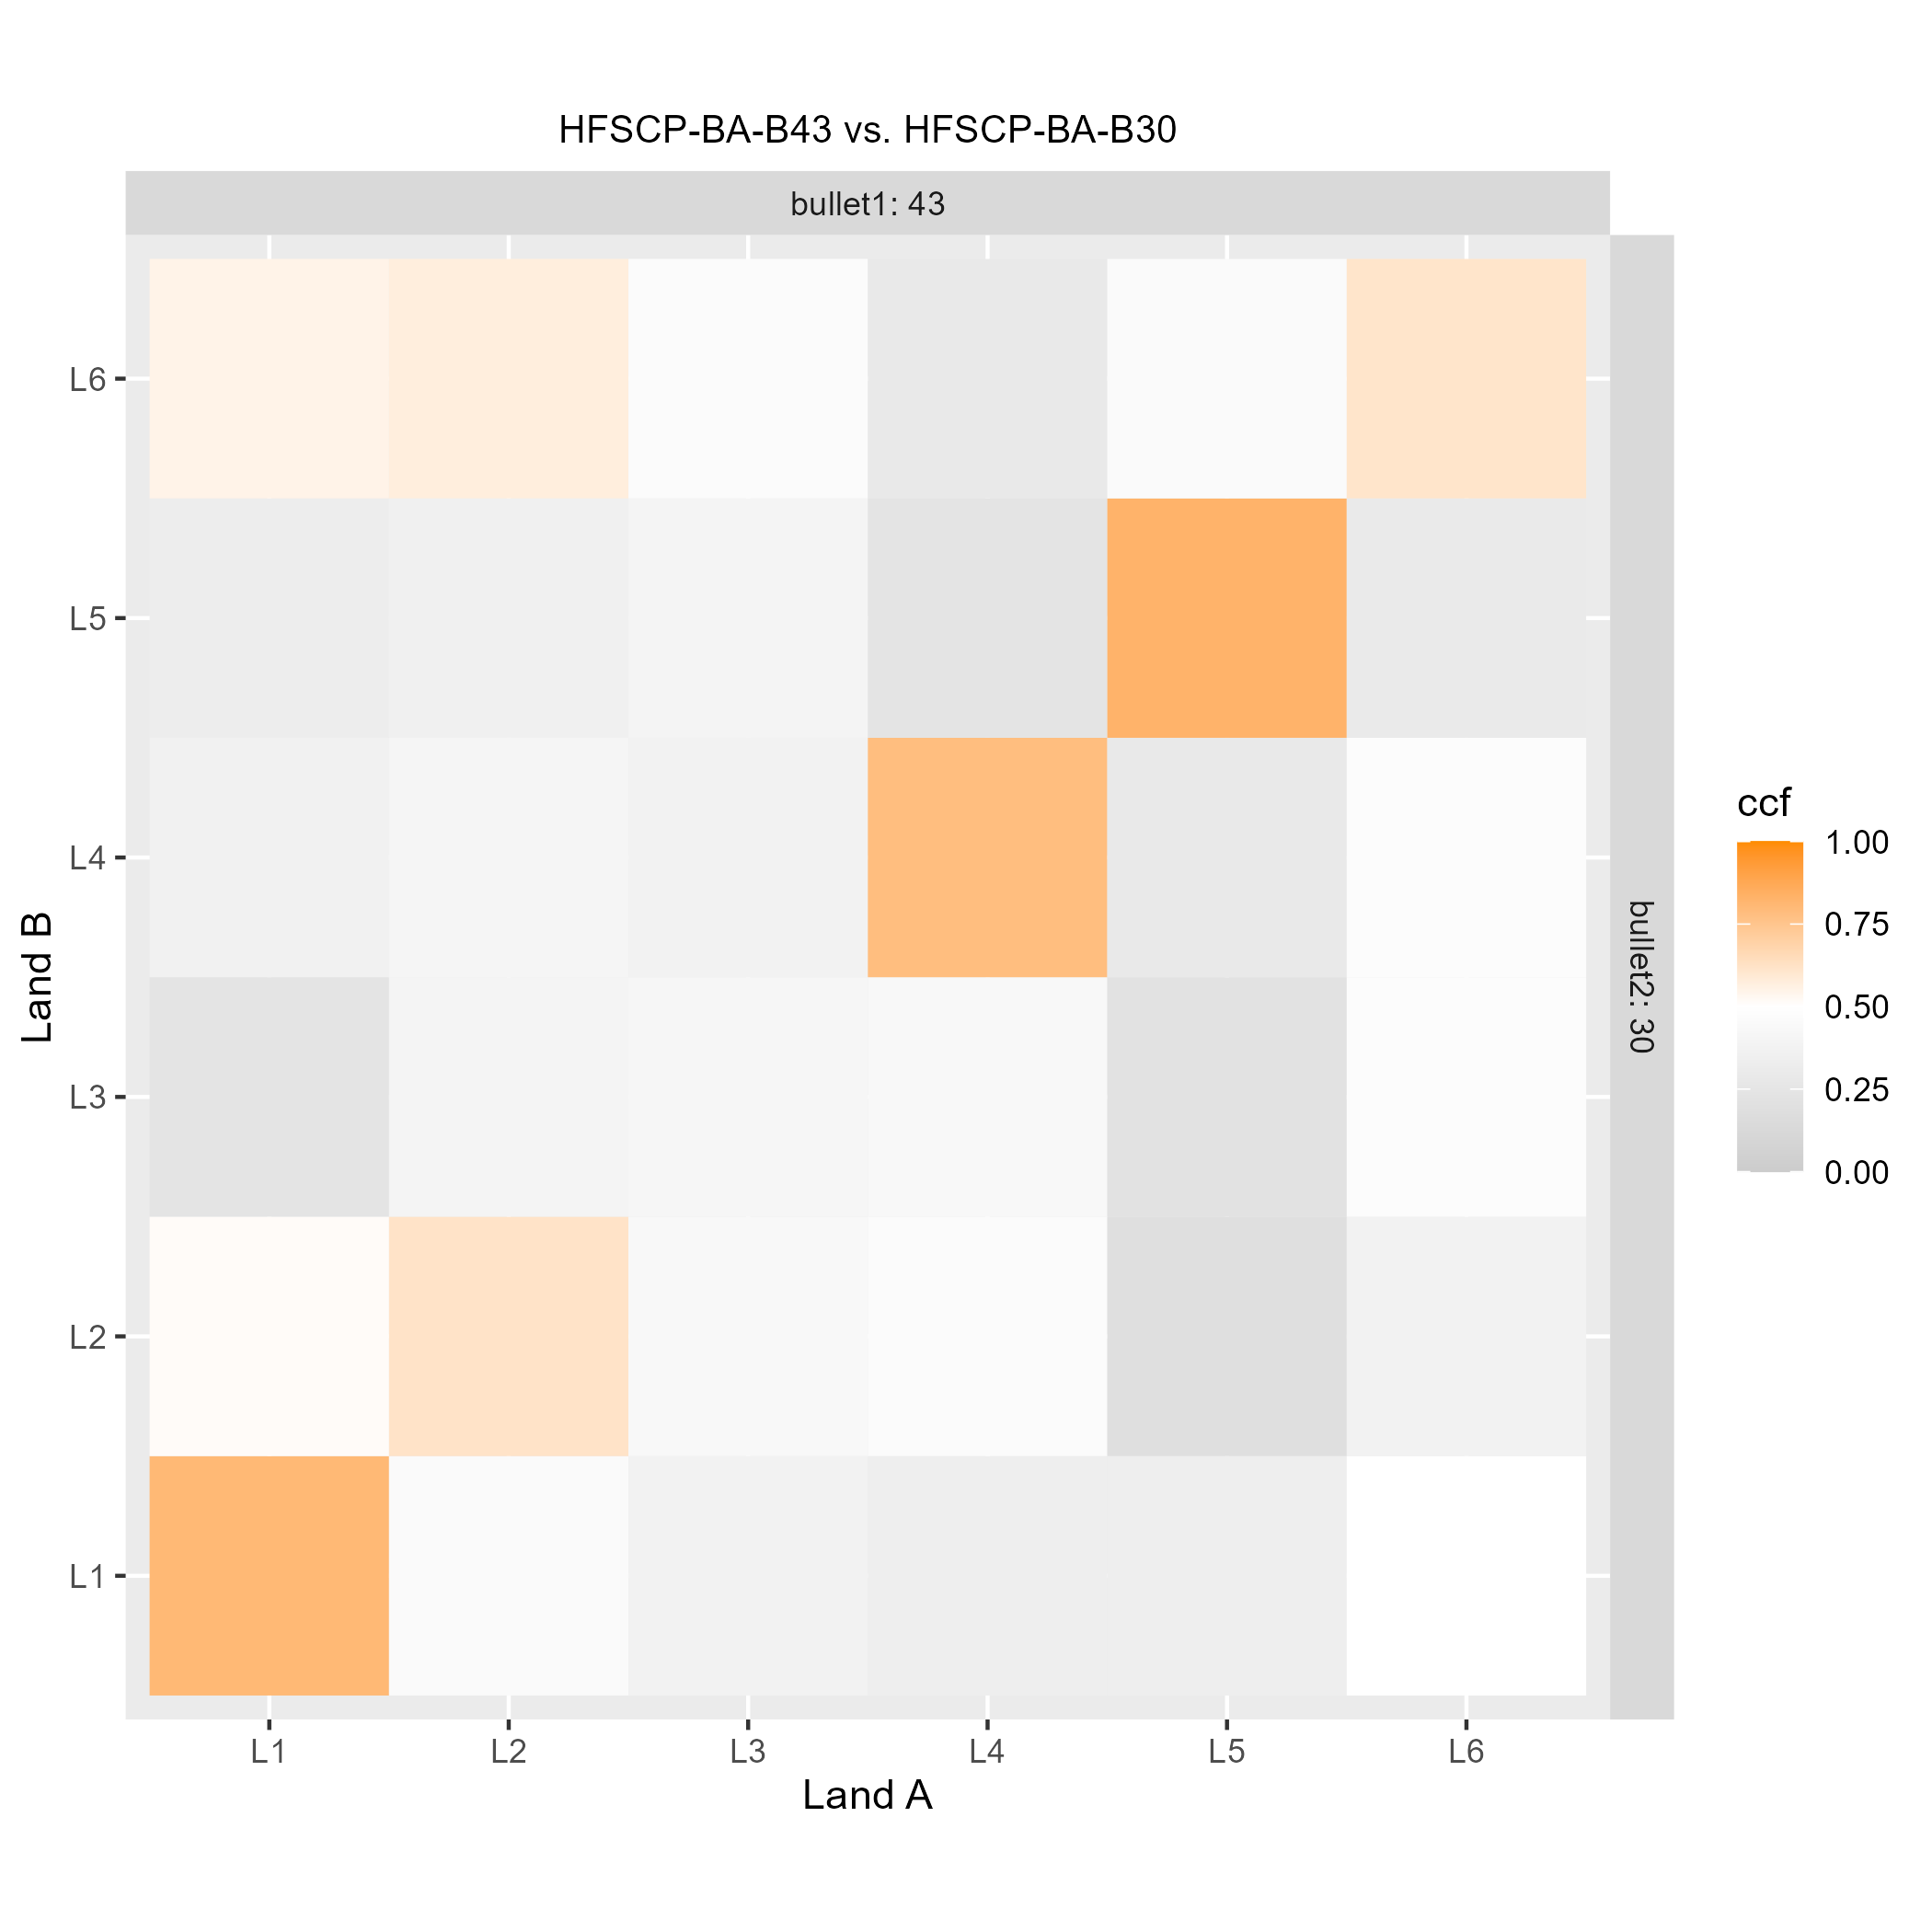 HFSCP-BA-B43 vs. HFSCP-BA-B30
bullet1: 43
L6
L5
L4
L3
L2
L1
Land B
bullet2: 30
L1
L2
L3
L4
L5
L6
Land A
ccf
1.00
0.75
0.50
0.25
0.00